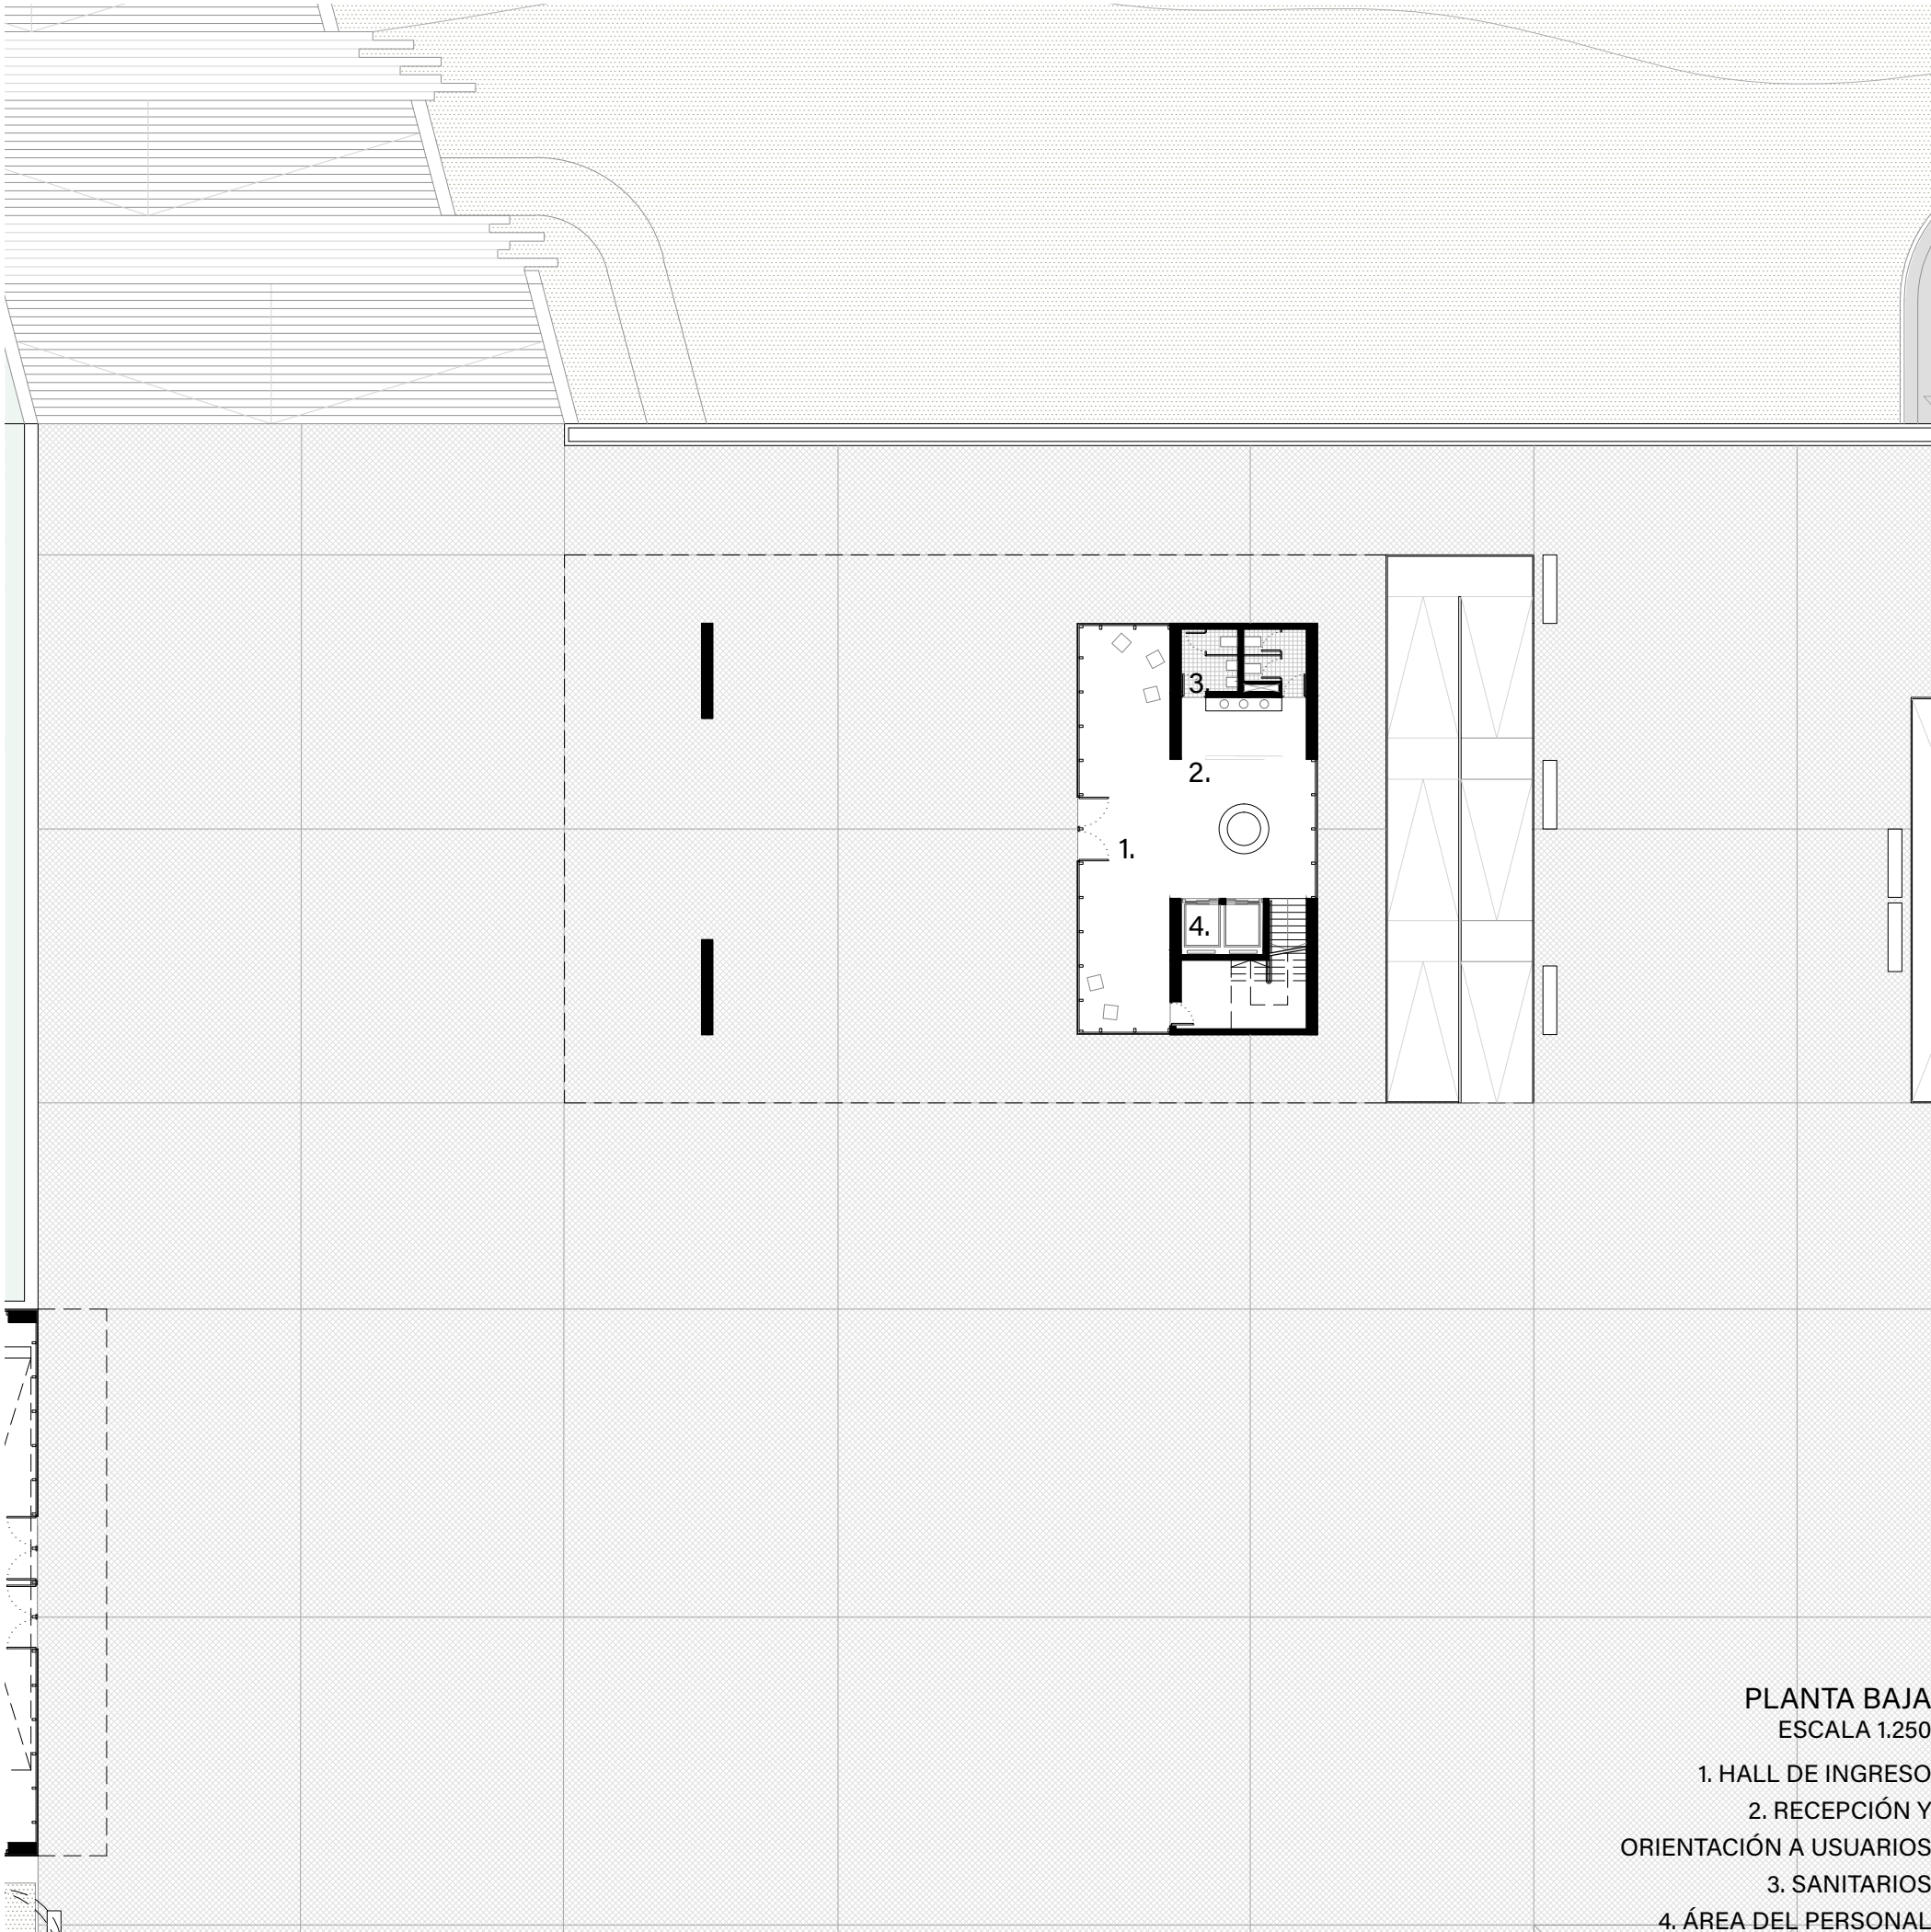 3.
2.
1.
4.
PLANTA BAJA
ESCALA 1.250
1. HALL DE INGRESO
2. RECEPCIÓN Y
ORIENTACIÓN A USUARIOS
3. SANITARIOS
4. ÁREA DEL PERSONAL